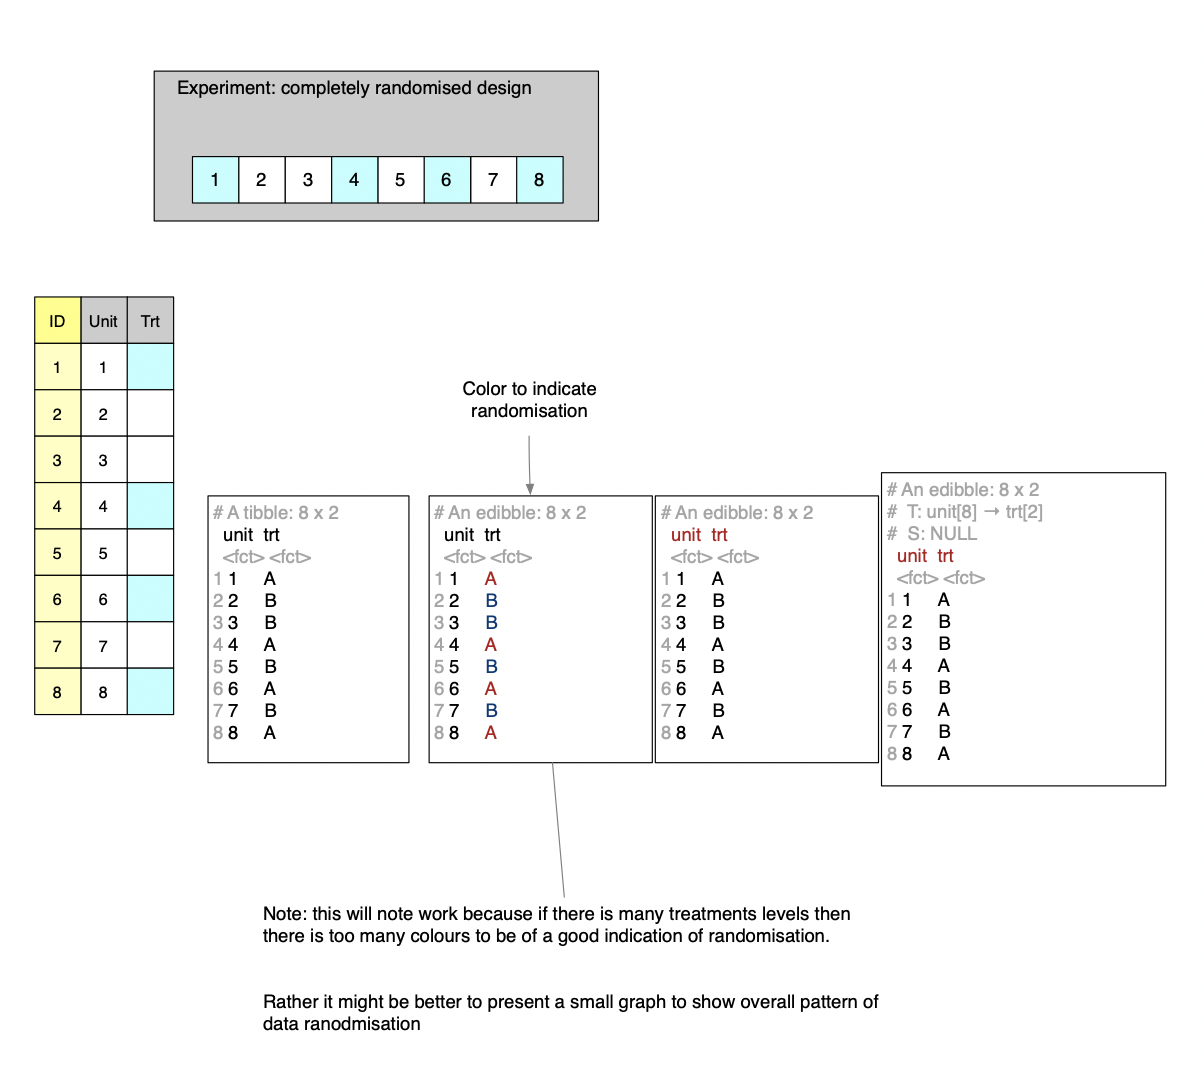 Experiment: completely randomised design
1 2 3 4 5 6 7 8
ID Unit Trt
1 1
2 2
3 3
4 4
5 5
6 6
7 7
8 8
Color to indicate
randomisation
# A tibble: 8 x 2
unit trt
<fct> <fct>
1 1 A
2 2 B
3 3 B
4 4 A
5 5 B
6 6 A
7 7 B
8 8 A
# An edibble: 8 x 2
unit trt
<fct> <fct>
1 1 A
2 2 B
3 3 B
4 4 A
5 5 B
6 6 A
7 7 B
8 8 A
# An edibble: 8 x 2
unit trt
<fct> <fct>
1 1 A
2 2 B
3 3 B
4 4 A
5 5 B
6 6 A
7 7 B
8 8 A
# An edibble: 8 x 2
# T: unit[8] → trt[2]
# S: NULL
unit trt
<fct> <fct>
1 1 A
2 2 B
3 3 B
4 4 A
5 5 B
6 6 A
7 7 B
8 8 A
Note: this will note work because if there is many treatments levels then
there is too many colours to be of a good indication of randomisation.
Rather it might be better to present a small graph to show overall pattern of
data ranodmisation